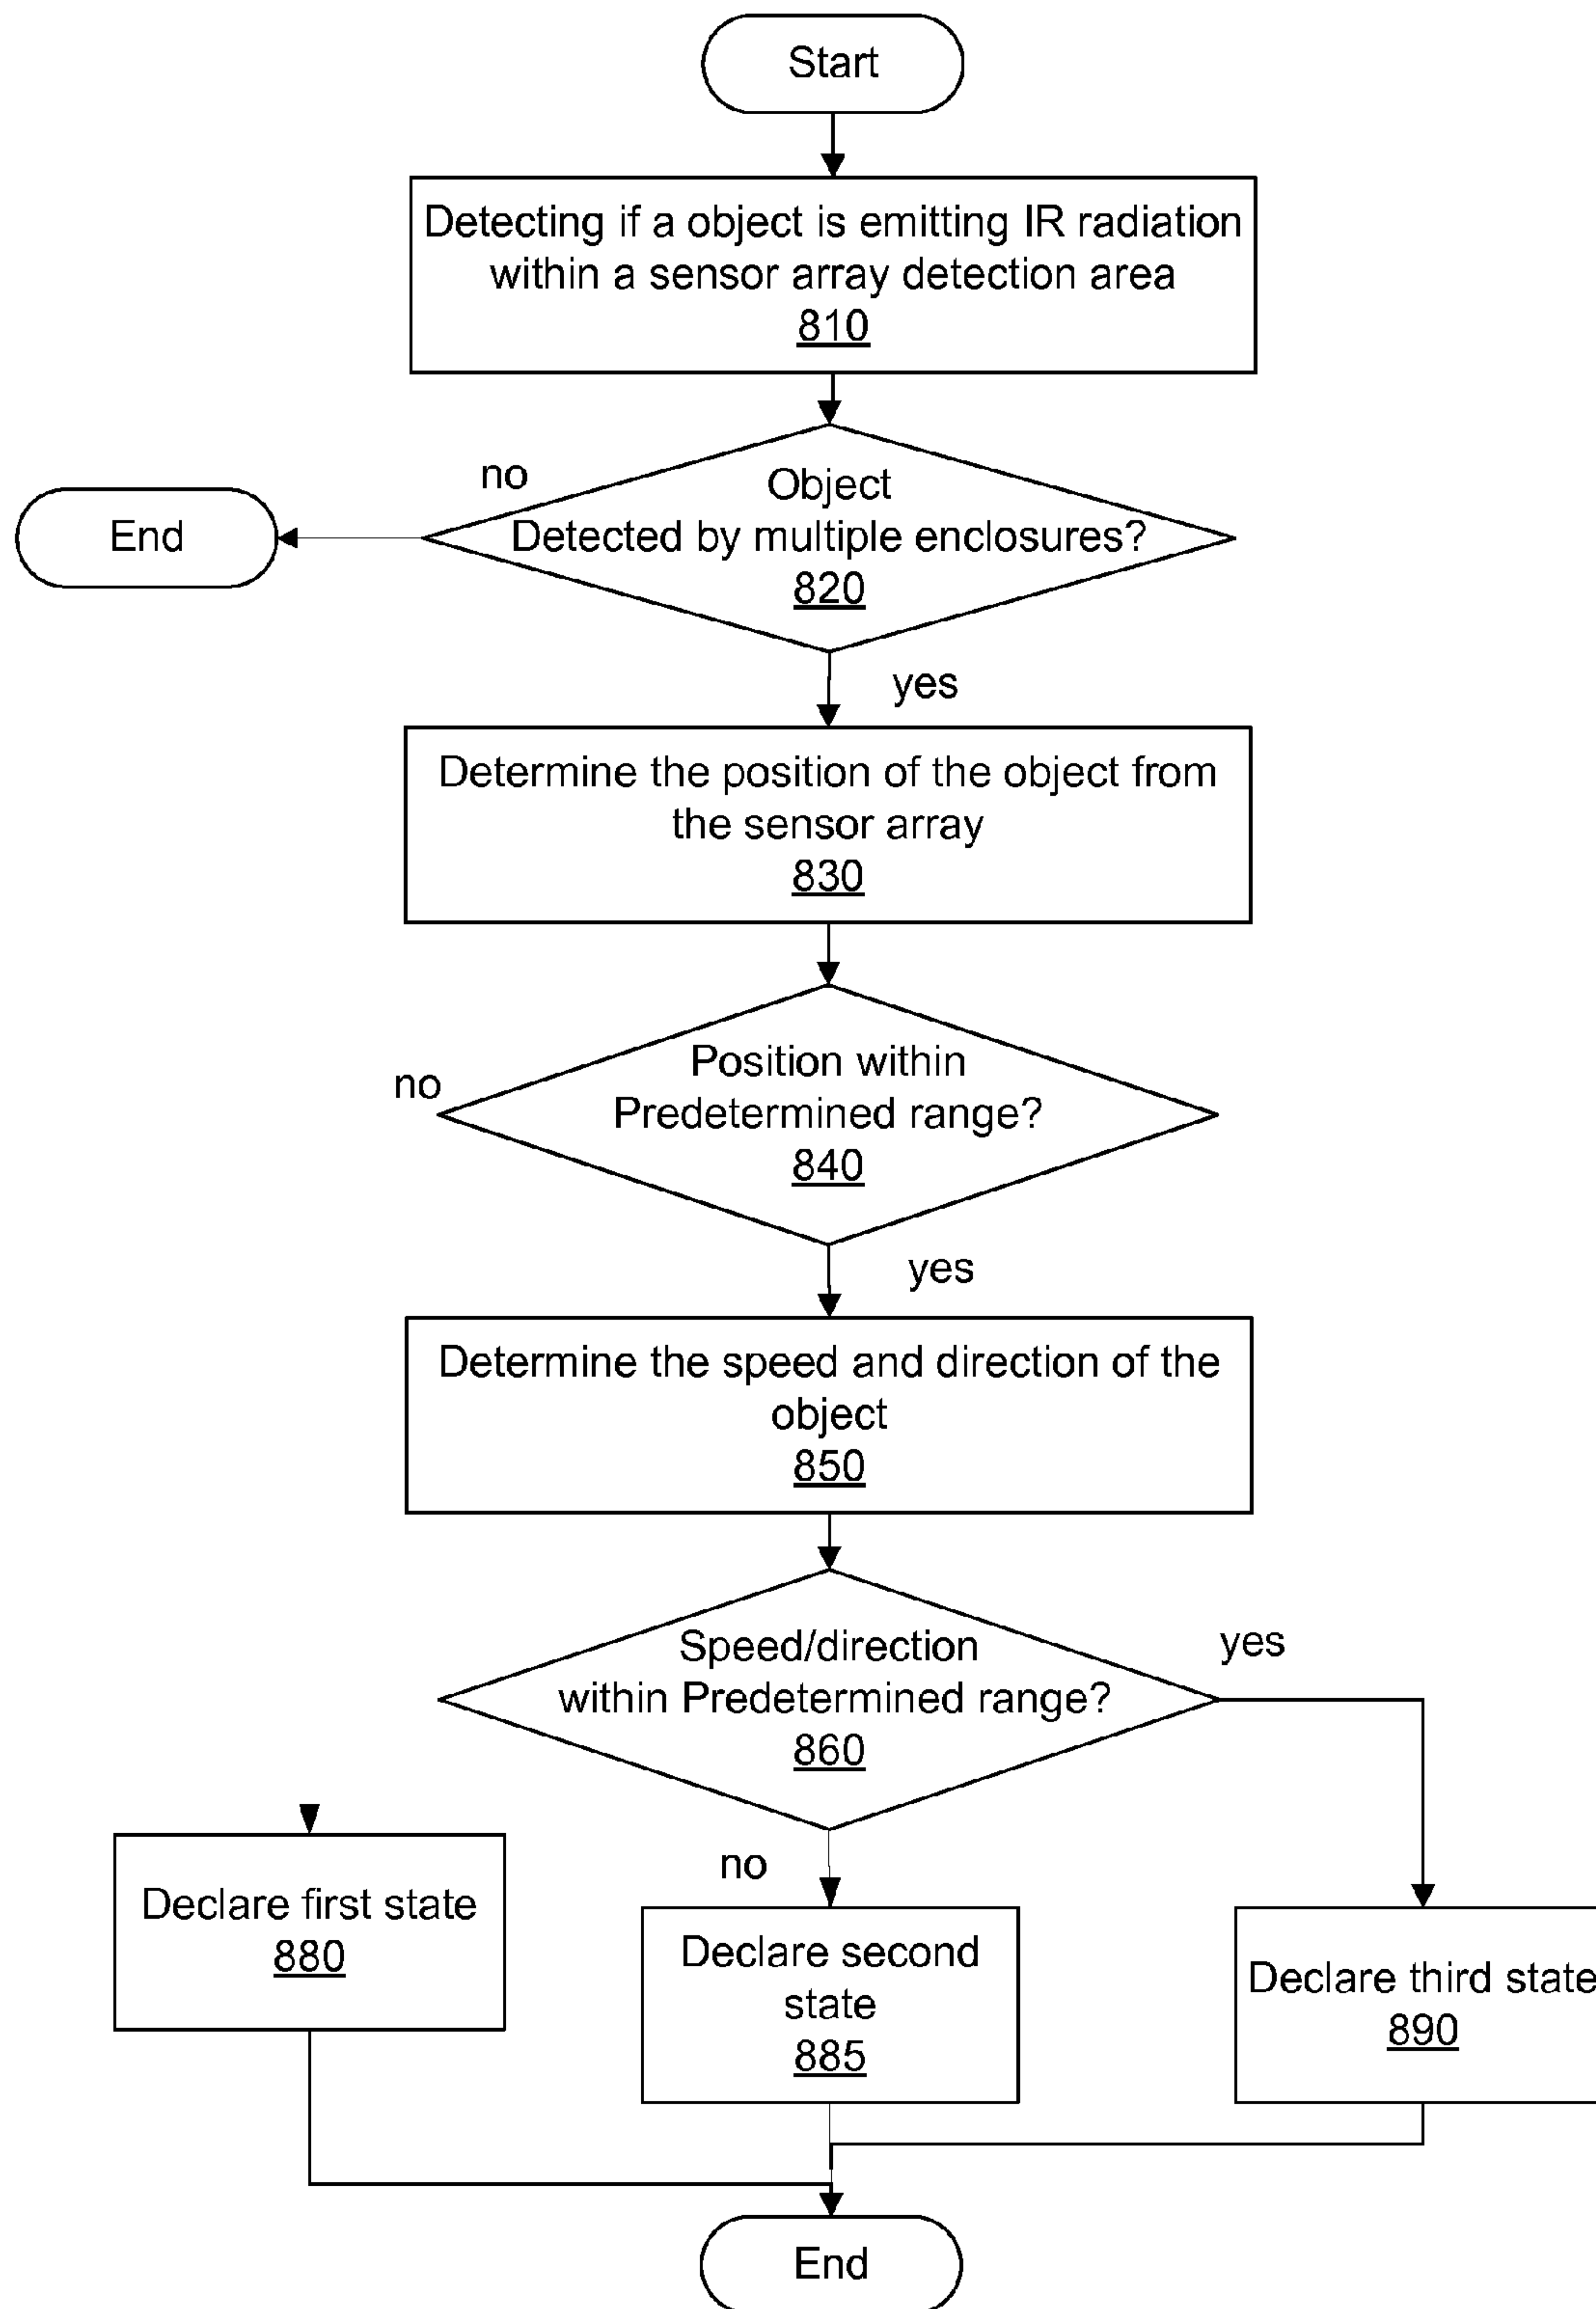 Start
Detecting if a object is emitting IR radiation
within a sensor array detection area
810
no
Object
Detected by multiple enclosures?
820
End
yes
Determine the position of the object from
the sensor array
830
no
Position within
Predetermined range?
840
yes
Determine the speed and direction of the
object
850
Speed/direction
within Predetermined range?
860
yes
no
Declare first state
880
Declare second
state
885
Declare third state
890
End